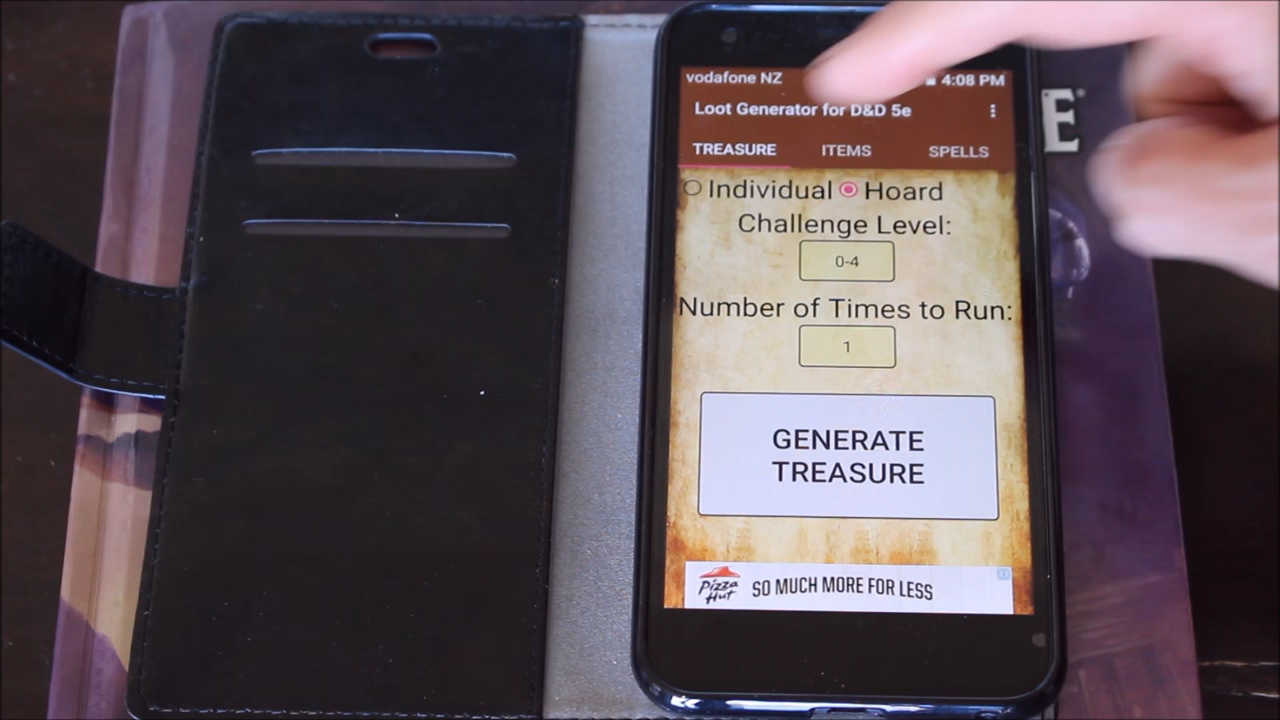 vodafone NZ 4:08 PM
Loot Generator for D&D 5e
TREASURE ITEMS SPELLS
Individual Hoard
Challenge Level:
0-4
Number of Times to Run:
1
GENERATE
TREASURE
Pizza
Hut
SO MUCH MORE FOR LESS
E